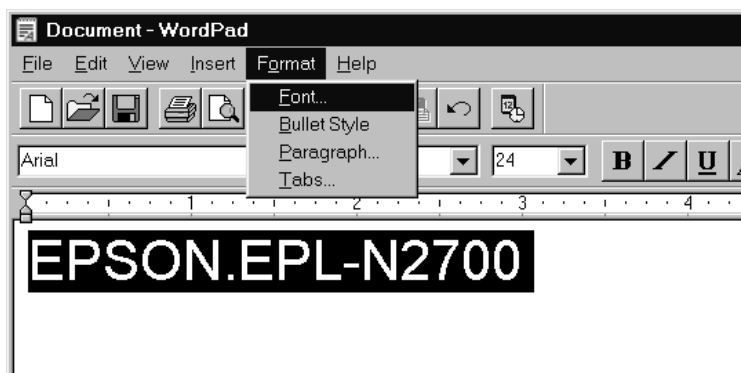 Document - WordPad
File Edit View Insert Format Help
Font...
Bullet Style
Paragraph...
Tabs...
Arial 24 B I U
1 2 3 4
EPSON.EPL-N2700